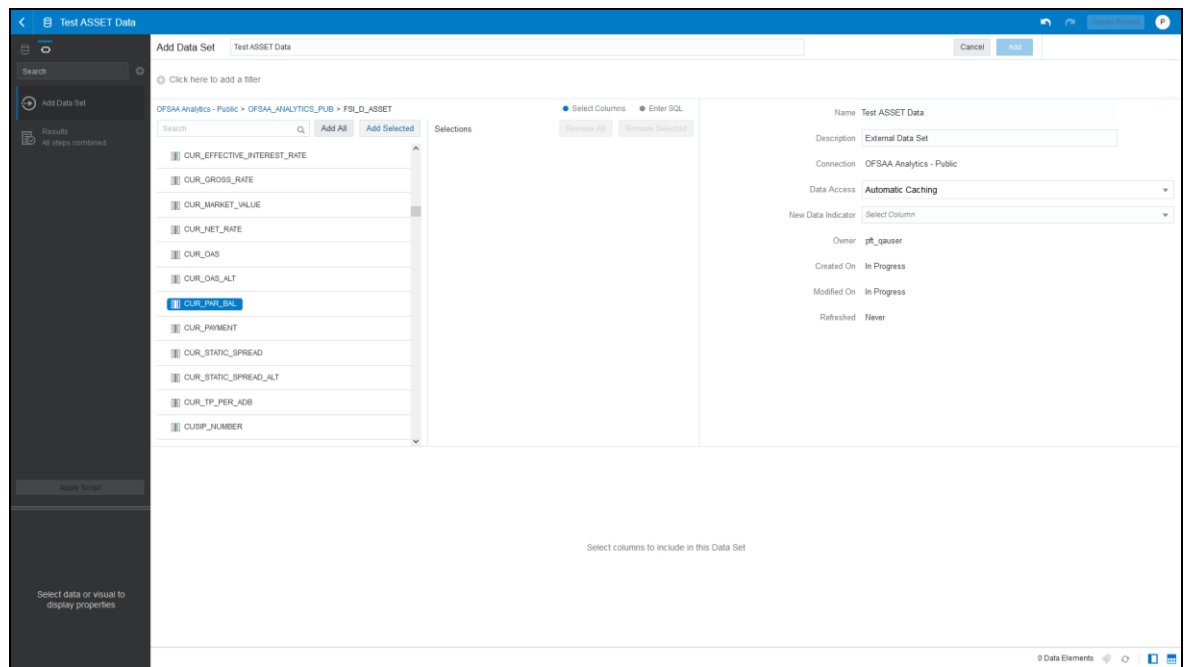 Test ASSET Data
Create Project
P
Add Data Set
Test ASSET Data
Cancel
Add
Search
Click here to add a filter
Add Data Set
Results
All steps combined
OFSAA Analytics - Public > OFSAA_ANALYTICS_PUB > FSI_D_ASSET
Select Columns
Enter SQL
Search
Add All
Add Selected
Selections
Remove All
Remove Selected
CUR_EFFECTIVE_INTEREST_RATE
CUR_GROSS_RATE
CUR_MARKET_VALUE
CUR_NET_RATE
CUR_OAS
CUR_OAS_ALT
CUR_PAR_BAL
CUR_PAYMENT
CUR_STATIC_SPREAD
CUR_STATIC_SPREAD_ALT
CUR_TP_PER_ADB
CUSIP_NUMBER
Name Test ASSET Data
Description External Data Set
Connection OFSAA Analytics - Public
Data Access Automatic Caching
New Data Indicator Select Column
Owner pft_qauser
Created On In Progress
Modified On In Progress
Refreshed Never
Apply Script
Select columns to include in this Data Set
Select data or visual to
display properties
0 Data Elements